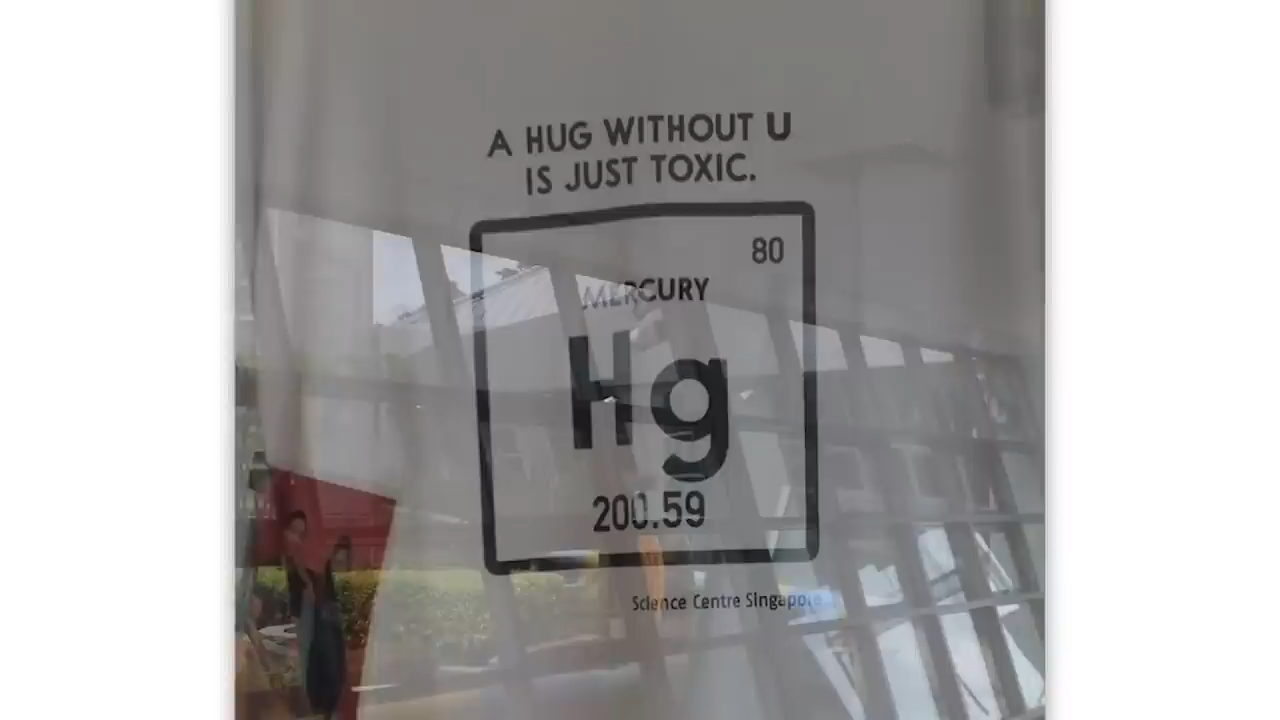 A HUG WITHOUT U
IS JUST TOXIC.
80
MERCURY
Hg
200.59
Science Centre Singapore